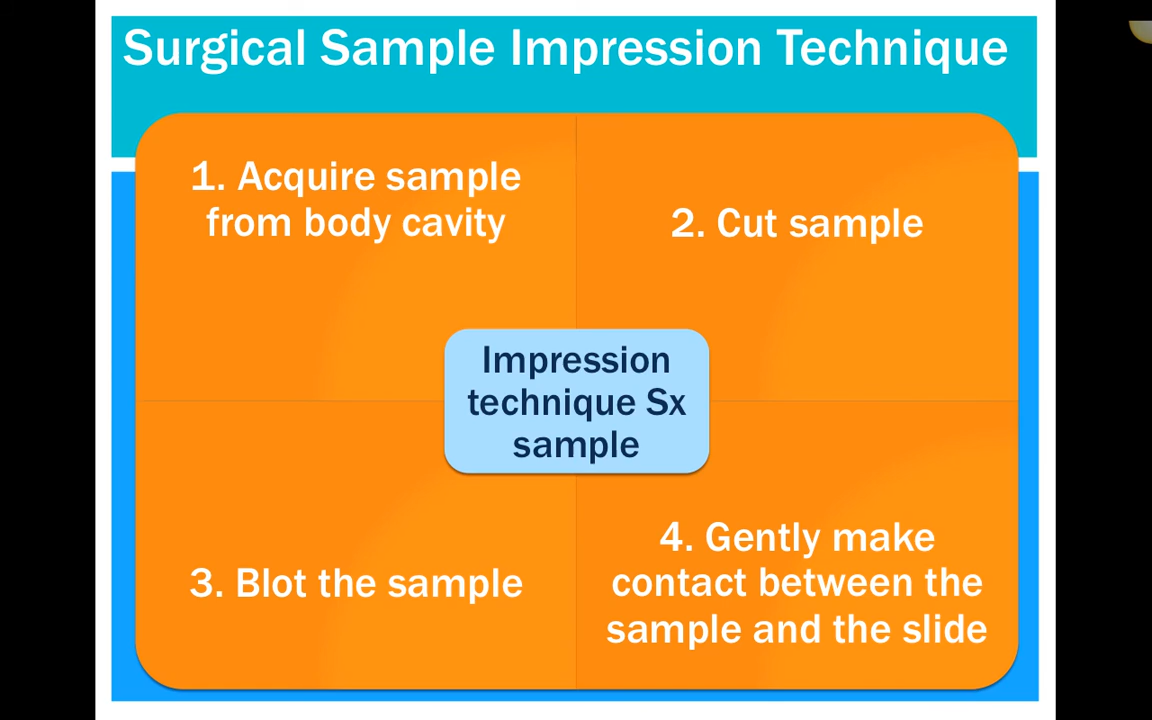 Surgical Sample Impression Technique
1. Acquire sample
from body cavity
2. Cut sample
Impression
technique Sx
sample
3. Blot the sample
4. Gently make
contact between the
sample and the slide